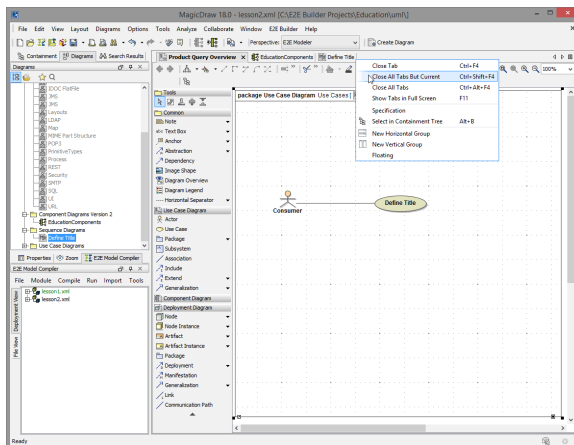 MagicDraw 18.0 - lesson2.xml [C:\E2E Builder Projects\Education\uml\]
File Edit View Layout Diagrams Options Tools Analyze Collaborate Window E2E Builder Help
Perspective: E2E Modeler
Create Diagram
Containment Diagrams Search Results
Product Query Overview EducationComponents Define Title
Diagrams
100%
IDOC FlatFile
JMS
JMS
Layouts
LDAP
Map
MIME Part Structure
POP3
PrimitiveTypes
Process
REST
Security
SMTP
SQL
UI
URL
Component Diagrams Version 2
EducationComponents
Sequence Diagrams
Define Title
Use Case Diagrams
Properties Zoom E2E Model Compiler
E2E Model Compiler
File Module Compile Run Import Tools
Deployment View
File View
lesson1.xml
lesson2.xml
Tools
Common
Note
abc Text Box
Anchor
Abstraction
Dependency
Image Shape
Diagram Overview
Diagram Legend
Horizontal Separator
Use Case Diagram
Actor
Use Case
Package
Subsystem
Association
Include
Extend
Generalization
Component Diagram
Deployment Diagram
Node
Node Instance
Artifact
Artifact Instance
Package
Deployment
Manifestation
Generalization
Link
Communication Path
package Use Case Diagram Use Cases [
Close Tab Ctrl+F4
Close All Tabs But Current Ctrl+Shift+F4
Close All Tabs Ctrl+Alt+F4
Show Tabs in Full Screen F11
Specification
Select in Containment Tree Alt+B
New Horizontal Group
New Vertical Group
Floating
Consumer
Define Title
Ready